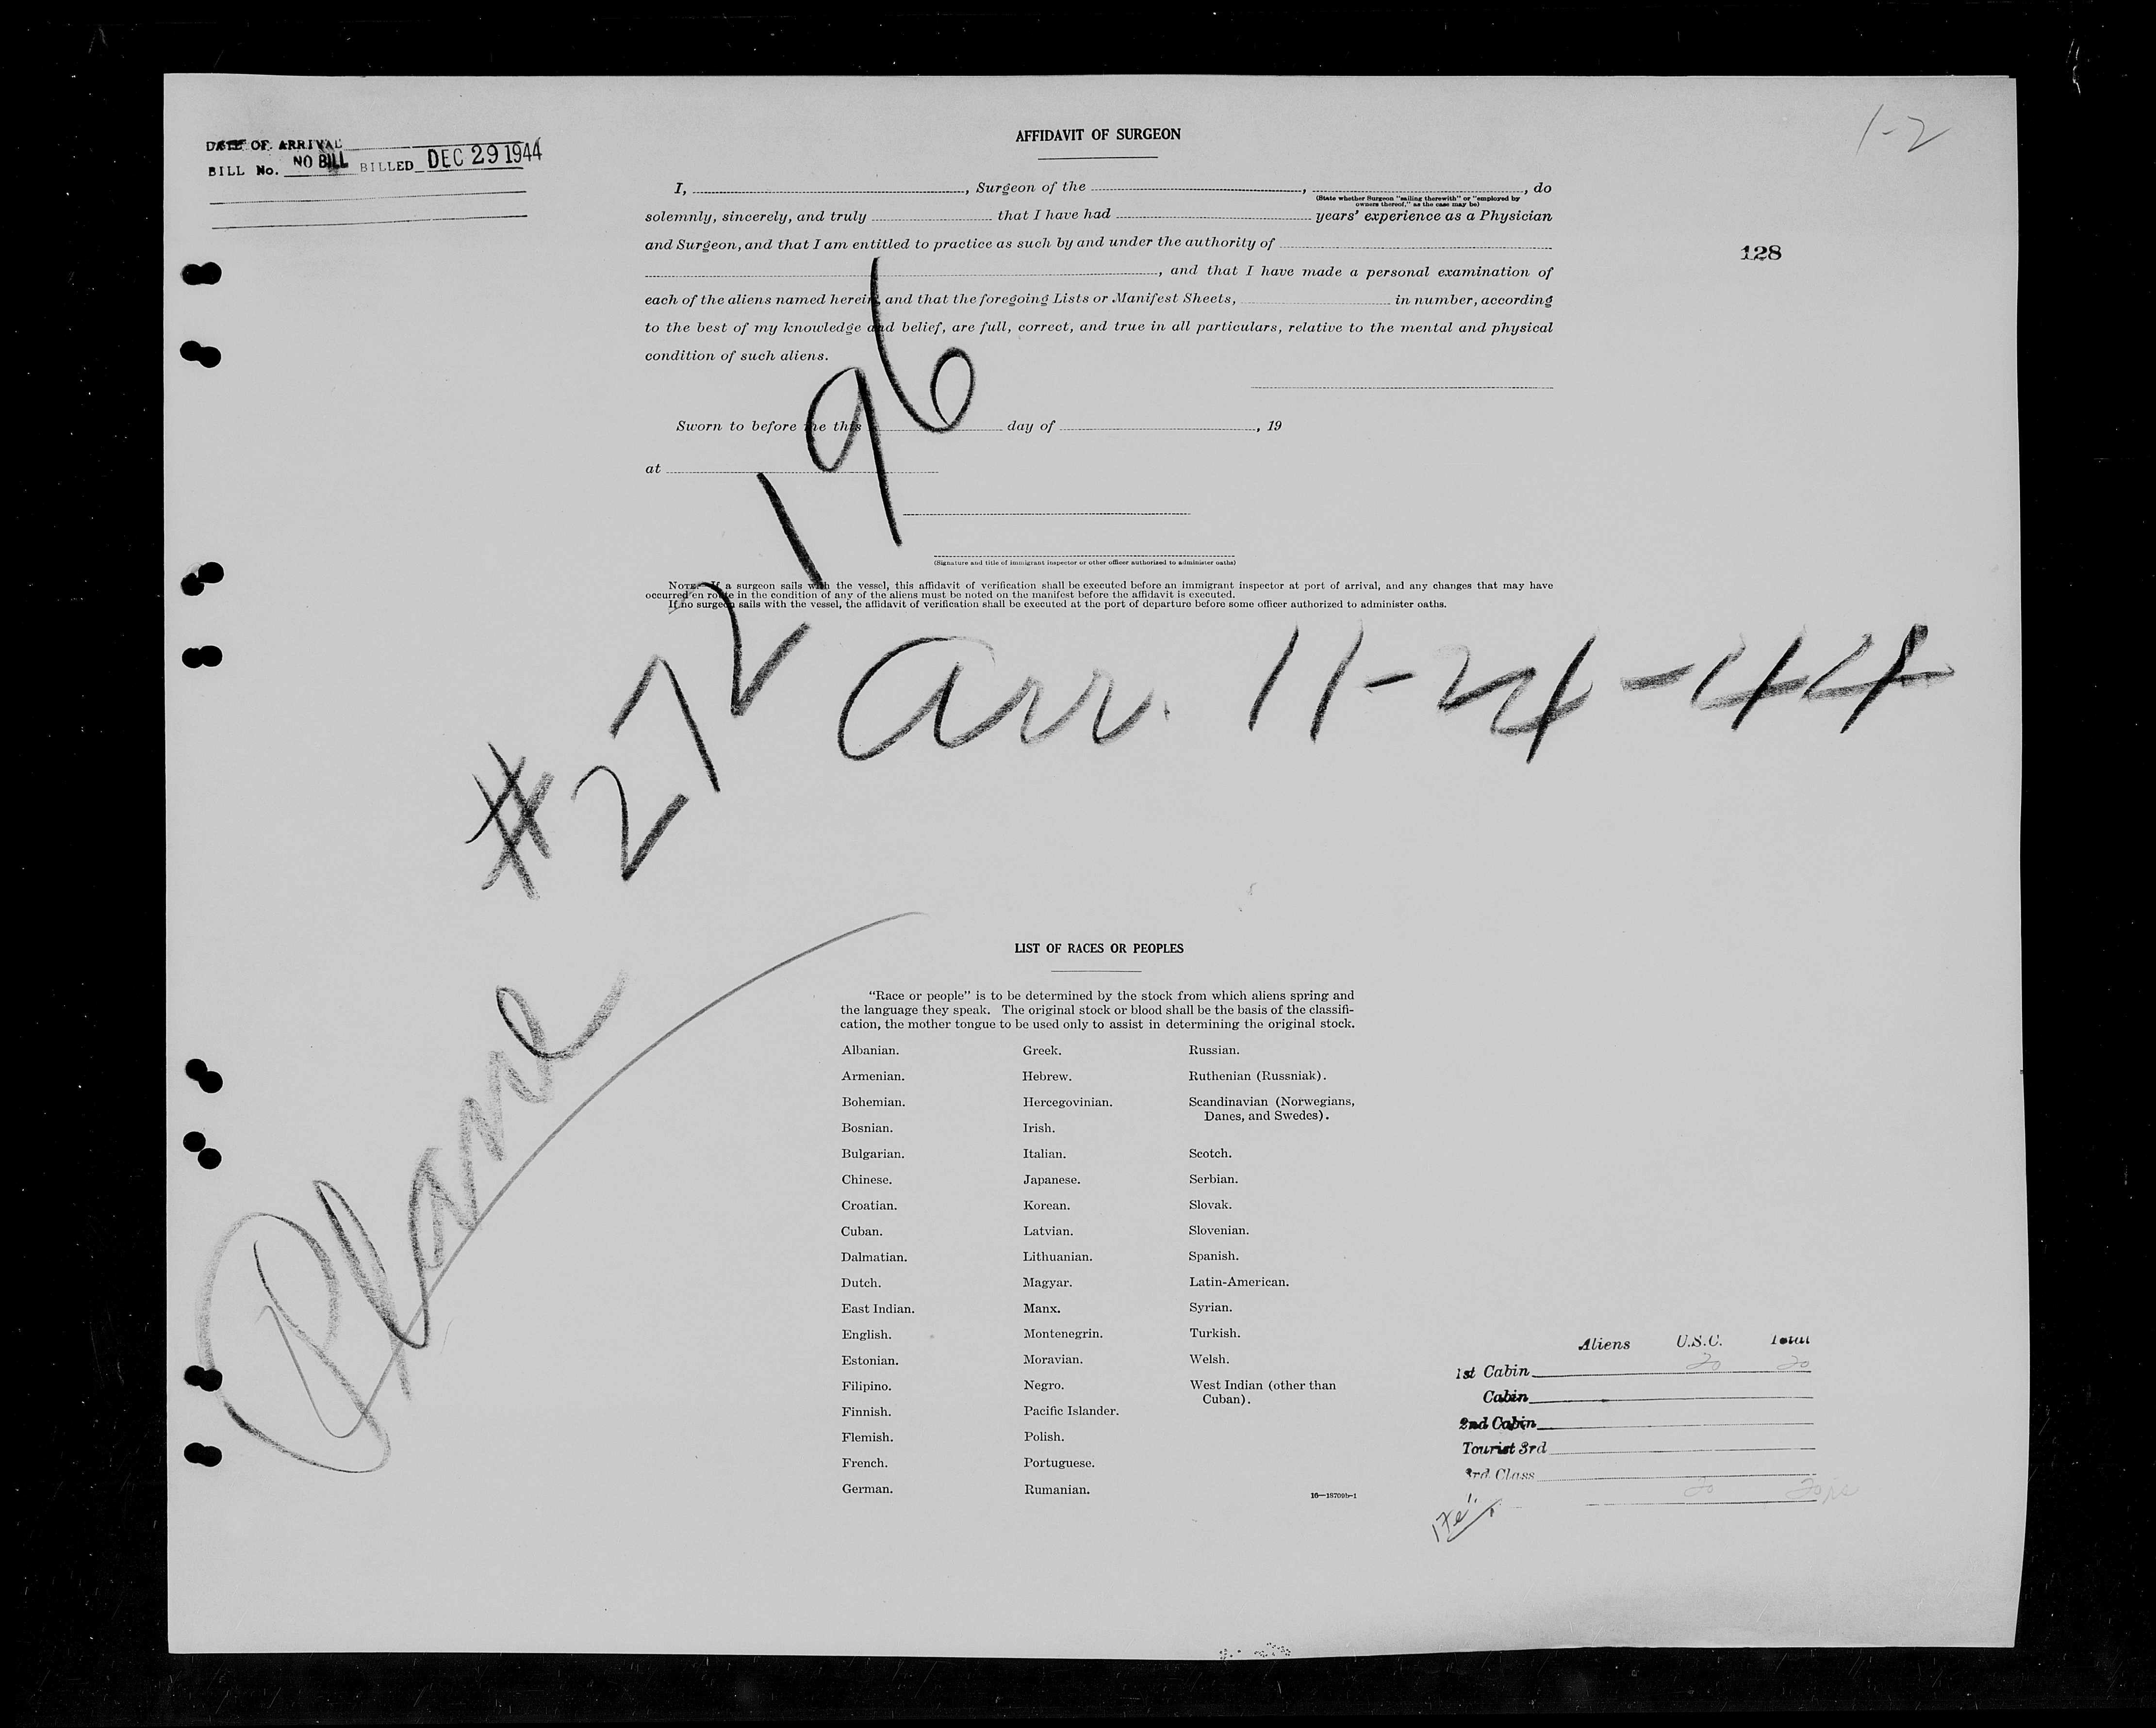 1-2
DATE OF ARRIVAL
BILL No. NO BILL BILLED DEC 29 1944
128
AFFIDAVIT OF SURGEON
I, , Surgeon of the , , do
(State whether Surgeon "sailing therewith" or "employed by
owners thereof," as the case may be)
solemnly, sincerely, and truly that I have had years' experience as a Physician
and Surgeon, and that I am entitled to practice as such by and under the authority of
, and that I have made a personal examination of
each of the aliens named herein, and that the foregoing Lists or Manifest Sheets, in number, according
to the best of my knowledge and belief, are full, correct, and true in all particulars, relative to the mental and physical
condition of such aliens.
Sworn to before me this day of , 19
at
(Signature and title of immigrant inspector or other officer authorized to administer oaths)
NOTE.—If a surgeon sails with the vessel, this affidavit of verification shall be executed before an immigrant inspector at port of arrival, and any changes that may have
occurred en route in the condition of any of the aliens must be noted on the manifest before the affidavit is executed.
If no surgeon sails with the vessel, the affidavit of verification shall be executed at the port of departure before some officer authorized to administer oaths.
Plane #272196
arr. 11-24-44
LIST OF RACES OR PEOPLES
"Race or people" is to be determined by the stock from which aliens spring and
the language they speak. The original stock or blood shall be the basis of the classifi-
cation, the mother tongue to be used only to assist in determining the original stock.
Albanian.
Armenian.
Bohemian.
Bosnian.
Bulgarian.
Chinese.
Croatian.
Cuban.
Dalmatian.
Dutch.
East Indian.
English.
Estonian.
Filipino.
Finnish.
Flemish.
French.
German.
Greek.
Hebrew.
Hercegovinian.
Irish.
Italian.
Japanese.
Korean.
Latvian.
Lithuanian.
Magyar.
Manx.
Montenegrin.
Moravian.
Negro.
Pacific Islander.
Polish.
Portuguese.
Rumanian.
Russian.
Ruthenian (Russniak).
Scandinavian (Norwegians,
Danes, and Swedes).
Scotch.
Serbian.
Slovak.
Slovenian.
Spanish.
Latin-American.
Syrian.
Turkish.
Welsh.
West Indian (other than
Cuban).
16—18709b-1
Aliens U.S.C. Total
1st Cabin 20 20
Cabin
2nd Cabin
Tourist 3rd
3rd Class
20 20